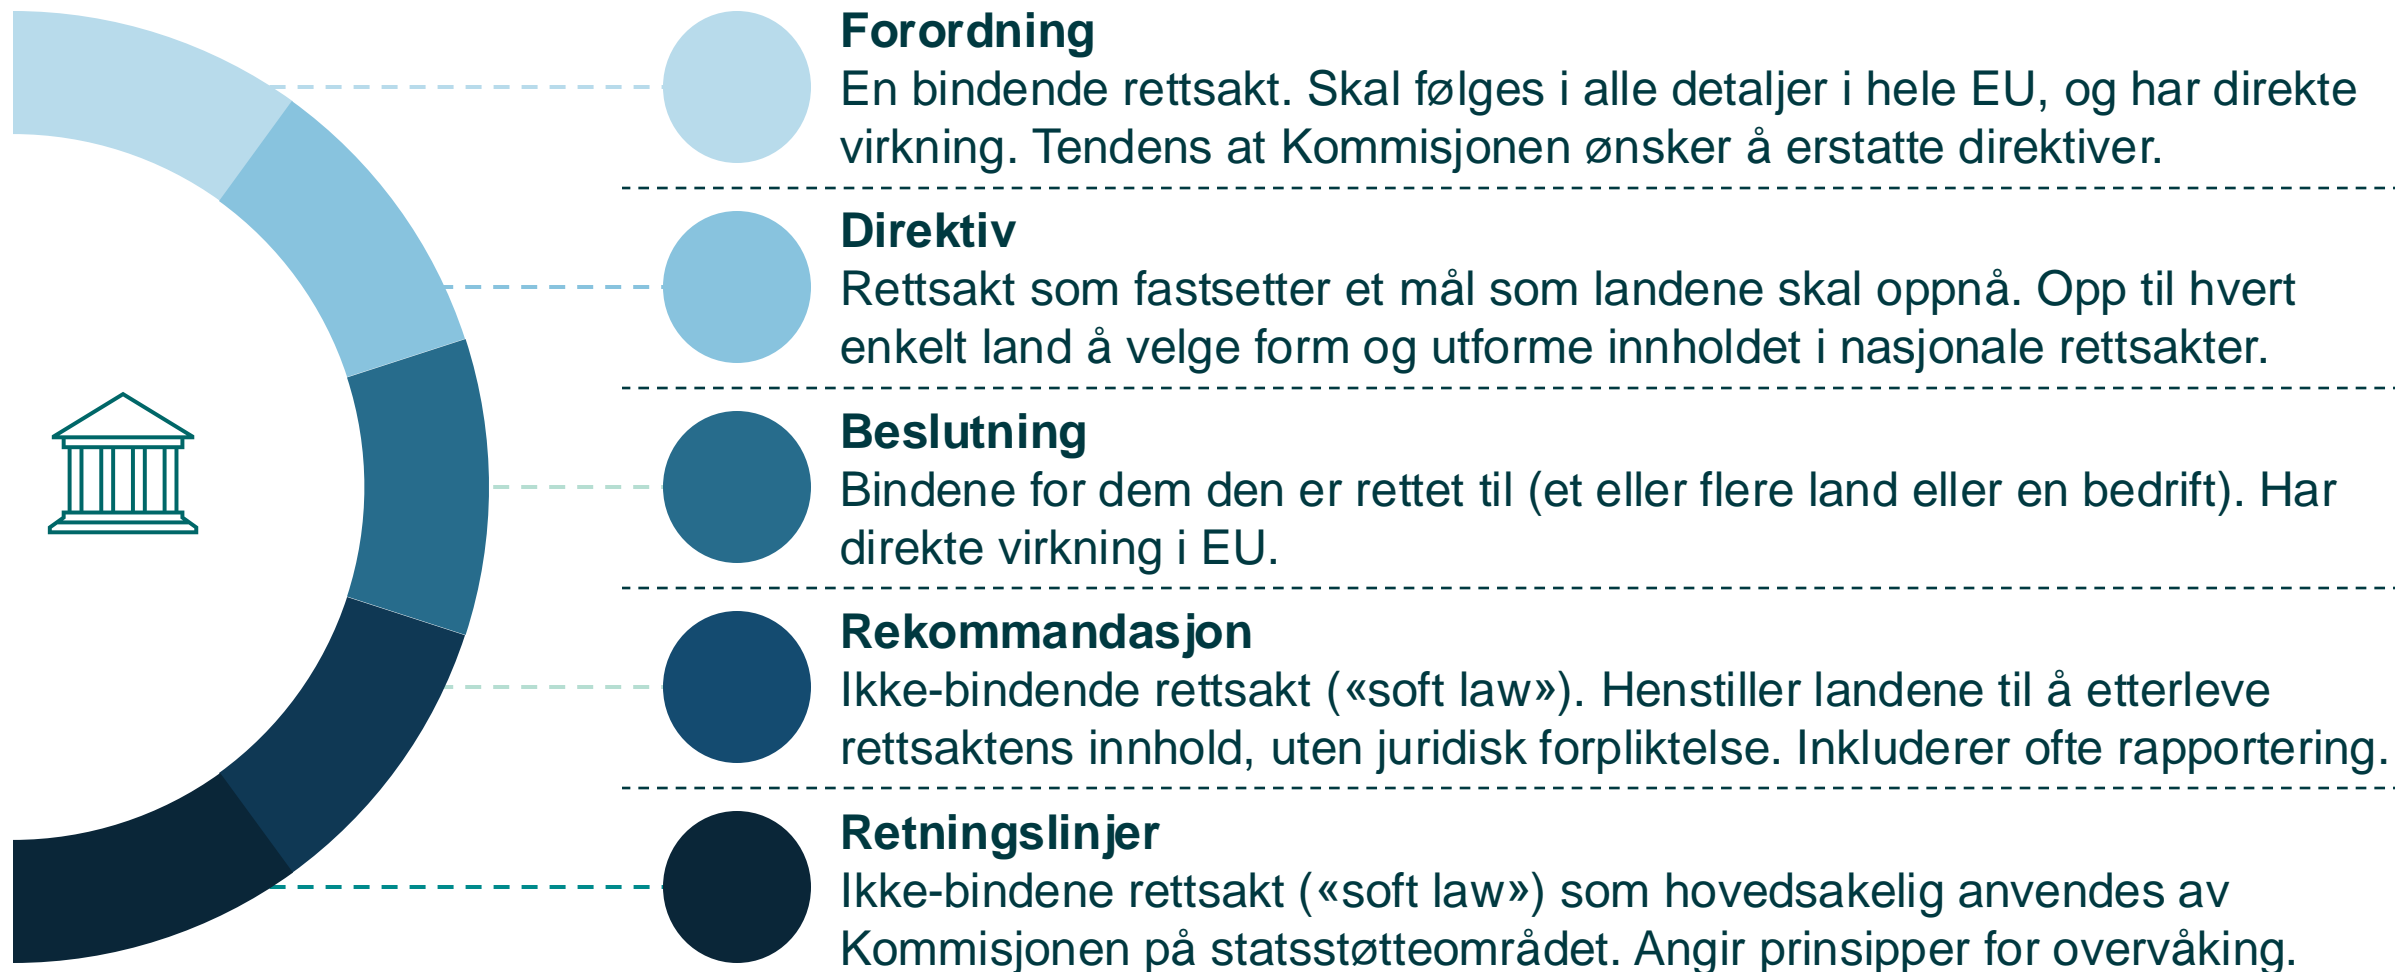 Forordning
En bindende rettsakt. Skal følges i alle detaljer i hele EU, og har direkte
virkning. Tendens at Kommisjonen ønsker å erstatte direktiver.
Direktiv
Rettsakt som fastsetter et mål som landene skal oppnå. Opp til hvert
enkelt land å velge form og utforme innholdet i nasjonale rettsakter.
Beslutning
Bindene for dem den er rettet til (et eller flere land eller en bedrift). Har
direkte virkning i EU.
Rekommandasjon
Ikke-bindende rettsakt («soft law»). Henstiller landene til å etterleve
rettsaktens innhold, uten juridisk forpliktelse. Inkluderer ofte rapportering.
Retningslinjer
Ikke-bindene rettsakt («soft law») som hovedsakelig anvendes av
Kommisjonen på statsstøtteområdet. Angir prinsipper for overvåking.